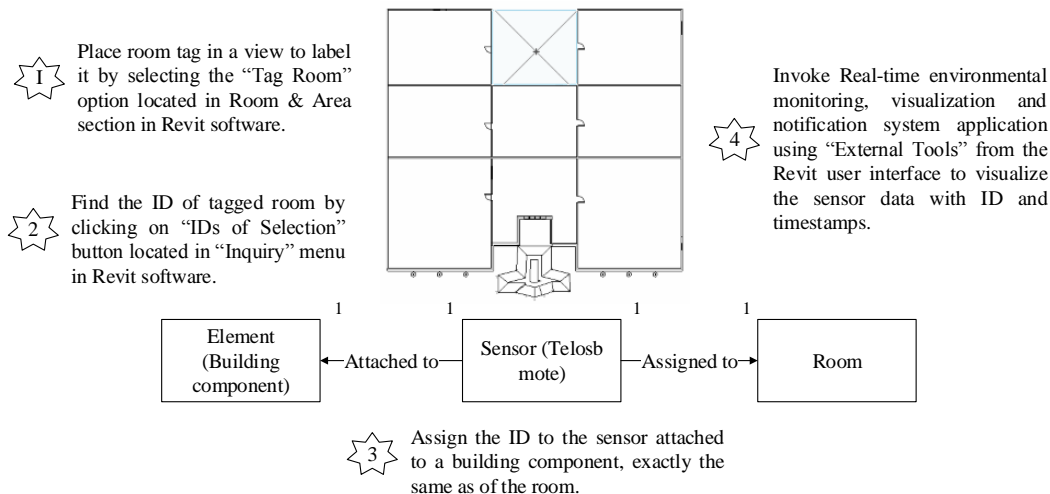 1
Place room tag in a view to label
it by selecting the “Tag Room”
option located in Room & Area
section in Revit software.
2
Find the ID of tagged room by
clicking on “IDs of Selection”
button located in “Inquiry” menu
in Revit software.
4
Invoke Real-time environmental
monitoring, visualization and
notification system application
using “External Tools” from the
Revit user interface to visualize
the sensor data with ID and
timestamps.
1 1 1 1
Element
(Building
component)
Attached to
Sensor (Telosb
mote)
Assigned to
Room
3
Assign the ID to the sensor attached
to a building component, exactly the
same as of the room.